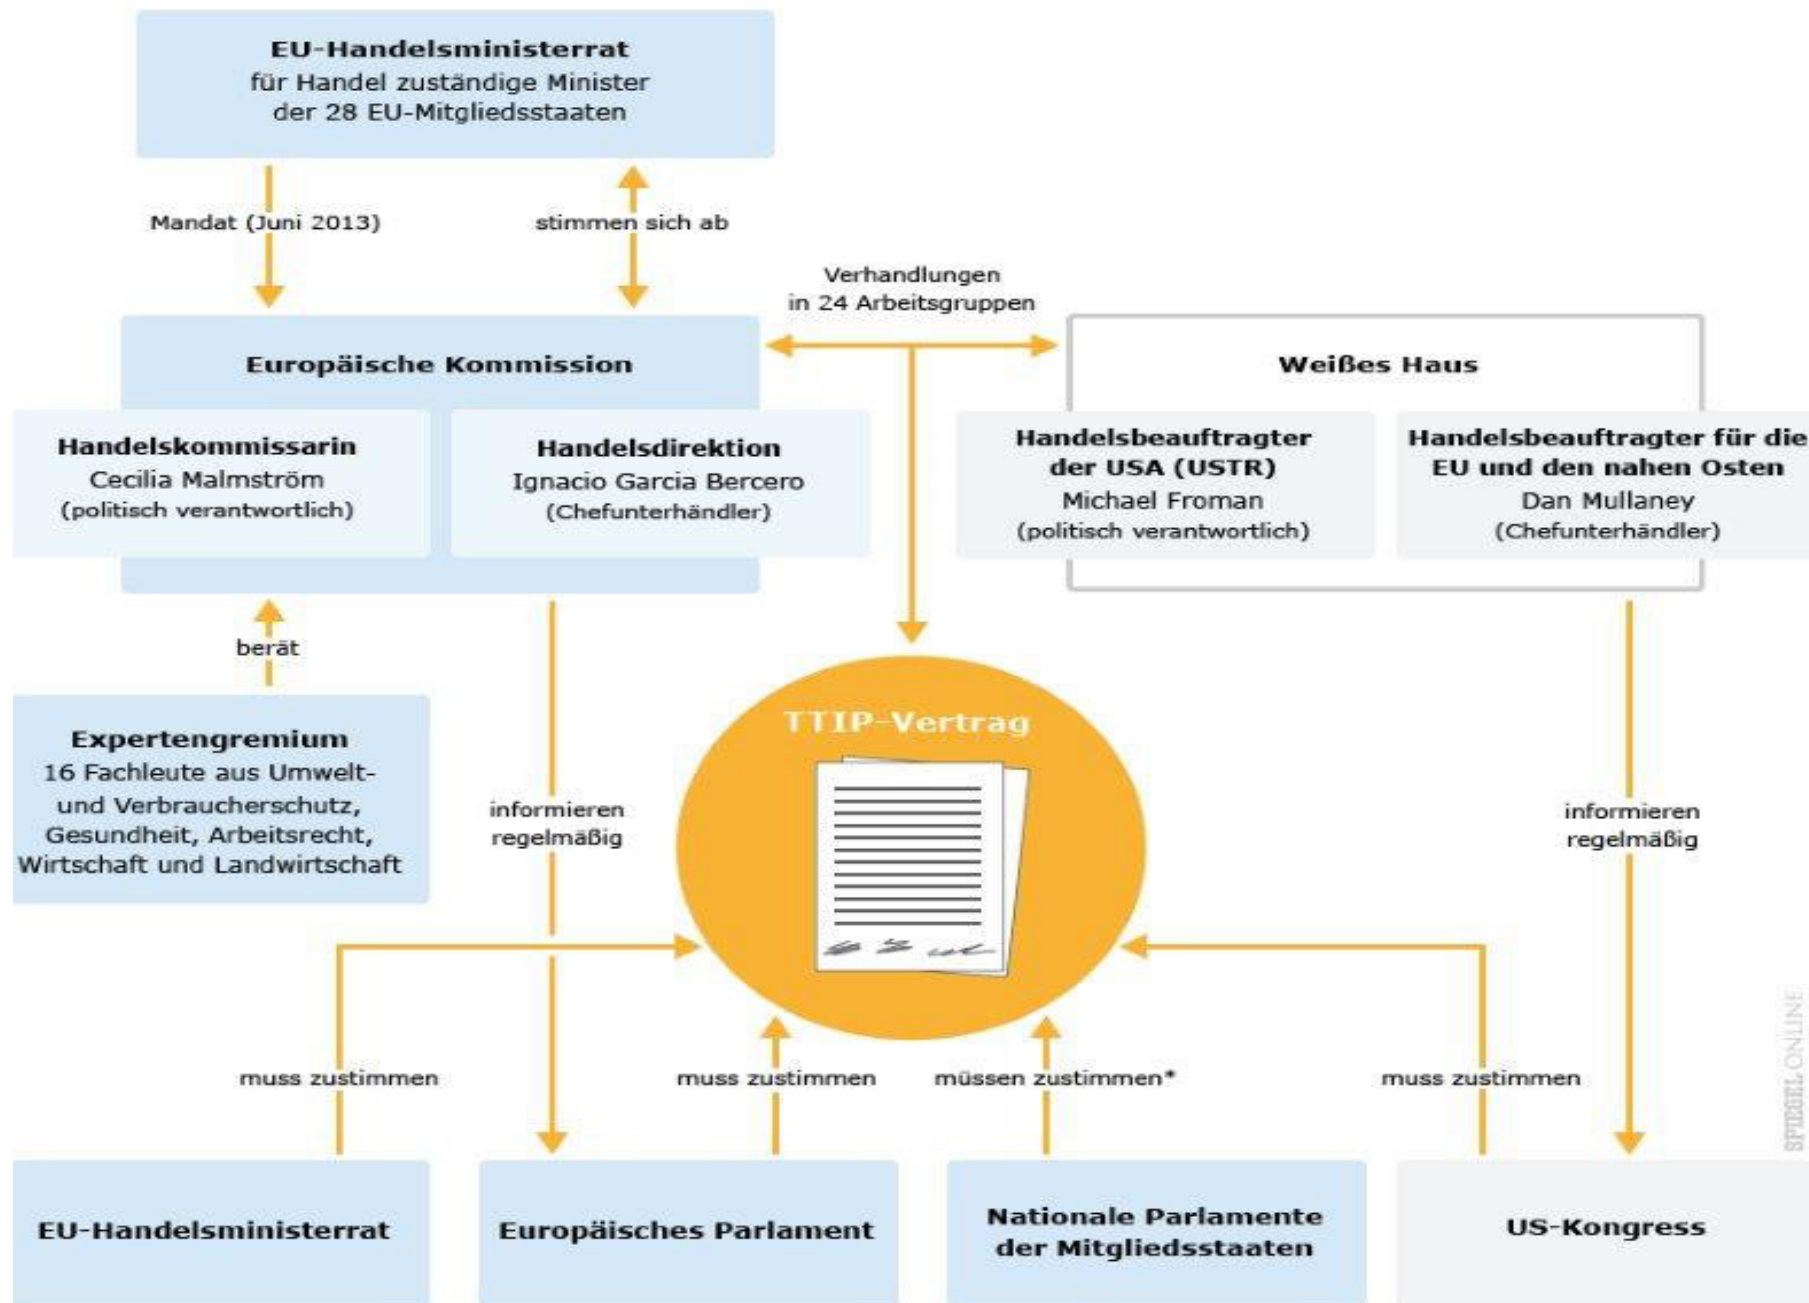 EU-Handelsministerrat
für Handel zuständige Minister
der 28 EU-Mitgliedsstaaten
Mandat (Juni 2013)
stimmen sich ab
Verhandlungen
in 24 Arbeitsgruppen
Europäische Kommission
Handelskommissarin
Cecilia Malmström
(politisch verantwortlich)
Handelsdirektion
Ignacio Garcia Bercero
(Chefunterhändler)
Weißes Haus
Handelsbeauftragter
der USA (USTR)
Michael Froman
(politisch verantwortlich)
Handelsbeauftragter für die
EU und den nahen Osten
Dan Mullaney
(Chefunterhändler)
berät
Expertengremium
16 Fachleute aus Umwelt-
und Verbraucherschutz,
Gesundheit, Arbeitsrecht,
Wirtschaft und Landwirtschaft
informieren
regelmäßig
TTIP-Vertrag
informieren
regelmäßig
muss zustimmen
muss zustimmen
müssen zustimmen*
muss zustimmen
EU-Handelsministerrat
Europäisches Parlament
Nationale Parlamente
der Mitgliedsstaaten
US-Kongress
SPIEGEL ONLINE